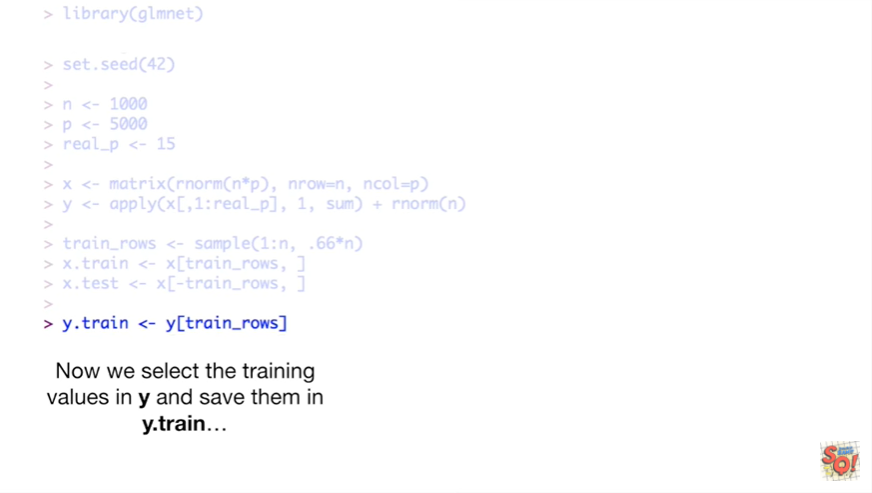 > library(glmnet)
> set.seed(42)
>
> n <- 1000
> p <- 5000
> real_p <- 15
>
> x <- matrix(rnorm(n*p), nrow=n, ncol=p)
> y <- apply(x[,1:real_p], 1, sum) + rnorm(n)
>
> train_rows <- sample(1:n, .66*n)
> x.train <- x[train_rows, ]
> x.test <- x[-train_rows, ]
>
> y.train <- y[train_rows]
Now we select the training
values in y and save them in
y.train…
SQ!